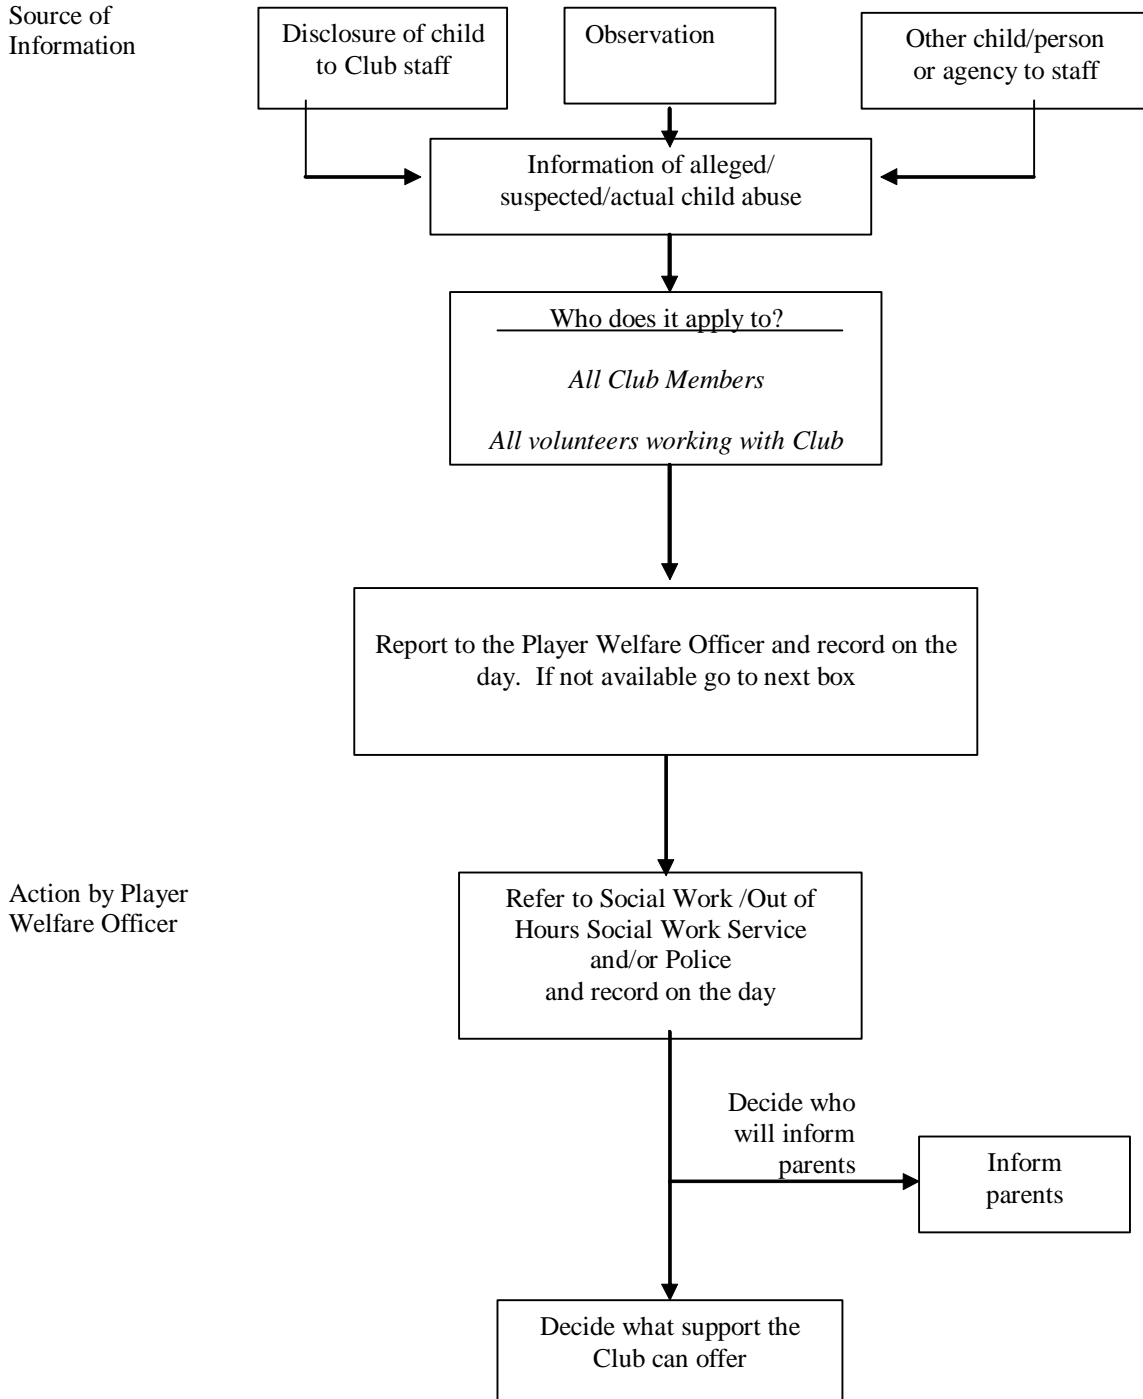 Source of
Information
Disclosure of child
to Club staff
Observation
Other child/person
or agency to staff
Information of alleged/
suspected/actual child abuse
Who does it apply to?
All Club Members
All volunteers working with Club
Report to the Player Welfare Officer and record on the
day.  If not available go to next box
Action by Player
Welfare Officer
Refer to Social Work /Out of
Hours Social Work Service
and/or Police
and record on the day
Decide who
will inform
parents
Inform
parents
Decide what support the
Club can offer